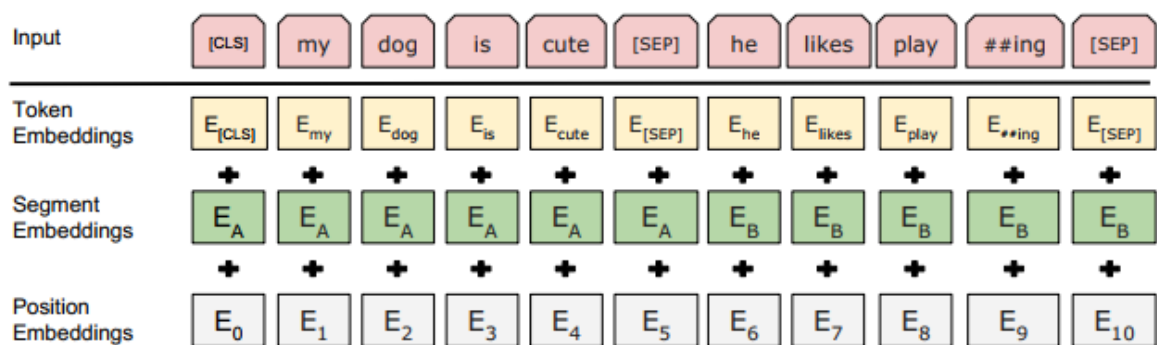 Input [CLS] my dog is cute [SEP] he likes play ##ing [SEP]
Token Embeddings E[CLS] Emy Edog Eis Ecute E[SEP] Ehe Elikes Eplay E##ing E[SEP]
+ + + + + + + + + + +
Segment Embeddings EA EA EA EA EA EA EB EB EB EB EB
+ + + + + + + + + + +
Position Embeddings E0 E1 E2 E3 E4 E5 E6 E7 E8 E9 E10